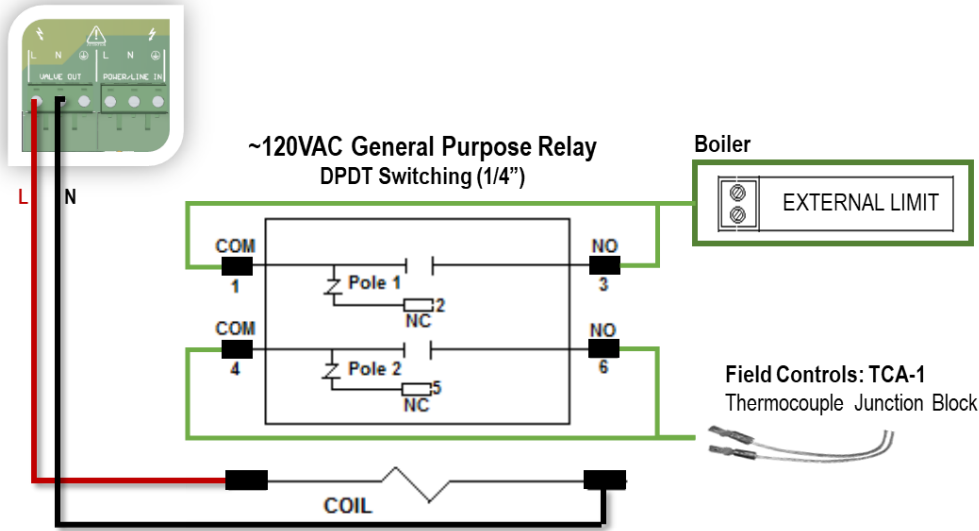 L N L N
VALVE OUT POWER/LINE IN
L
N
~120VAC General Purpose Relay
DPDT Switching (1/4”)
Boiler
EXTERNAL LIMIT
COM
1
NO
3
Pole 1
2
NC
COM
4
NO
6
Pole 2
5
NC
Field Controls: TCA-1
Thermocouple Junction Block
COIL